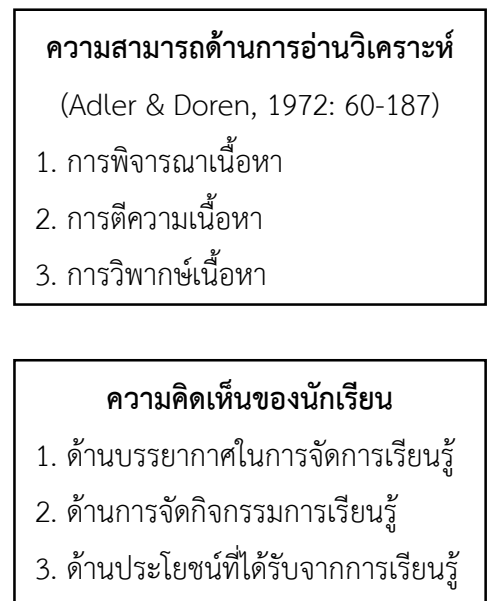 ความสามารถด้านการอ่านวิเคราะห์
(Adler & Doren, 1972: 60-187)
1. การพิจารณาเนื้อหา
2. การตีความเนื้อหา
3. การวิพากษ์เนื้อหา
ความคิดเห็นของนักเรียน
1. ด้านบรรยากาศในการจัดการเรียนรู้
2. ด้านการจัดกิจกรรมการเรียนรู้
3. ด้านประโยชน์ที่ได้รับจากการเรียนรู้